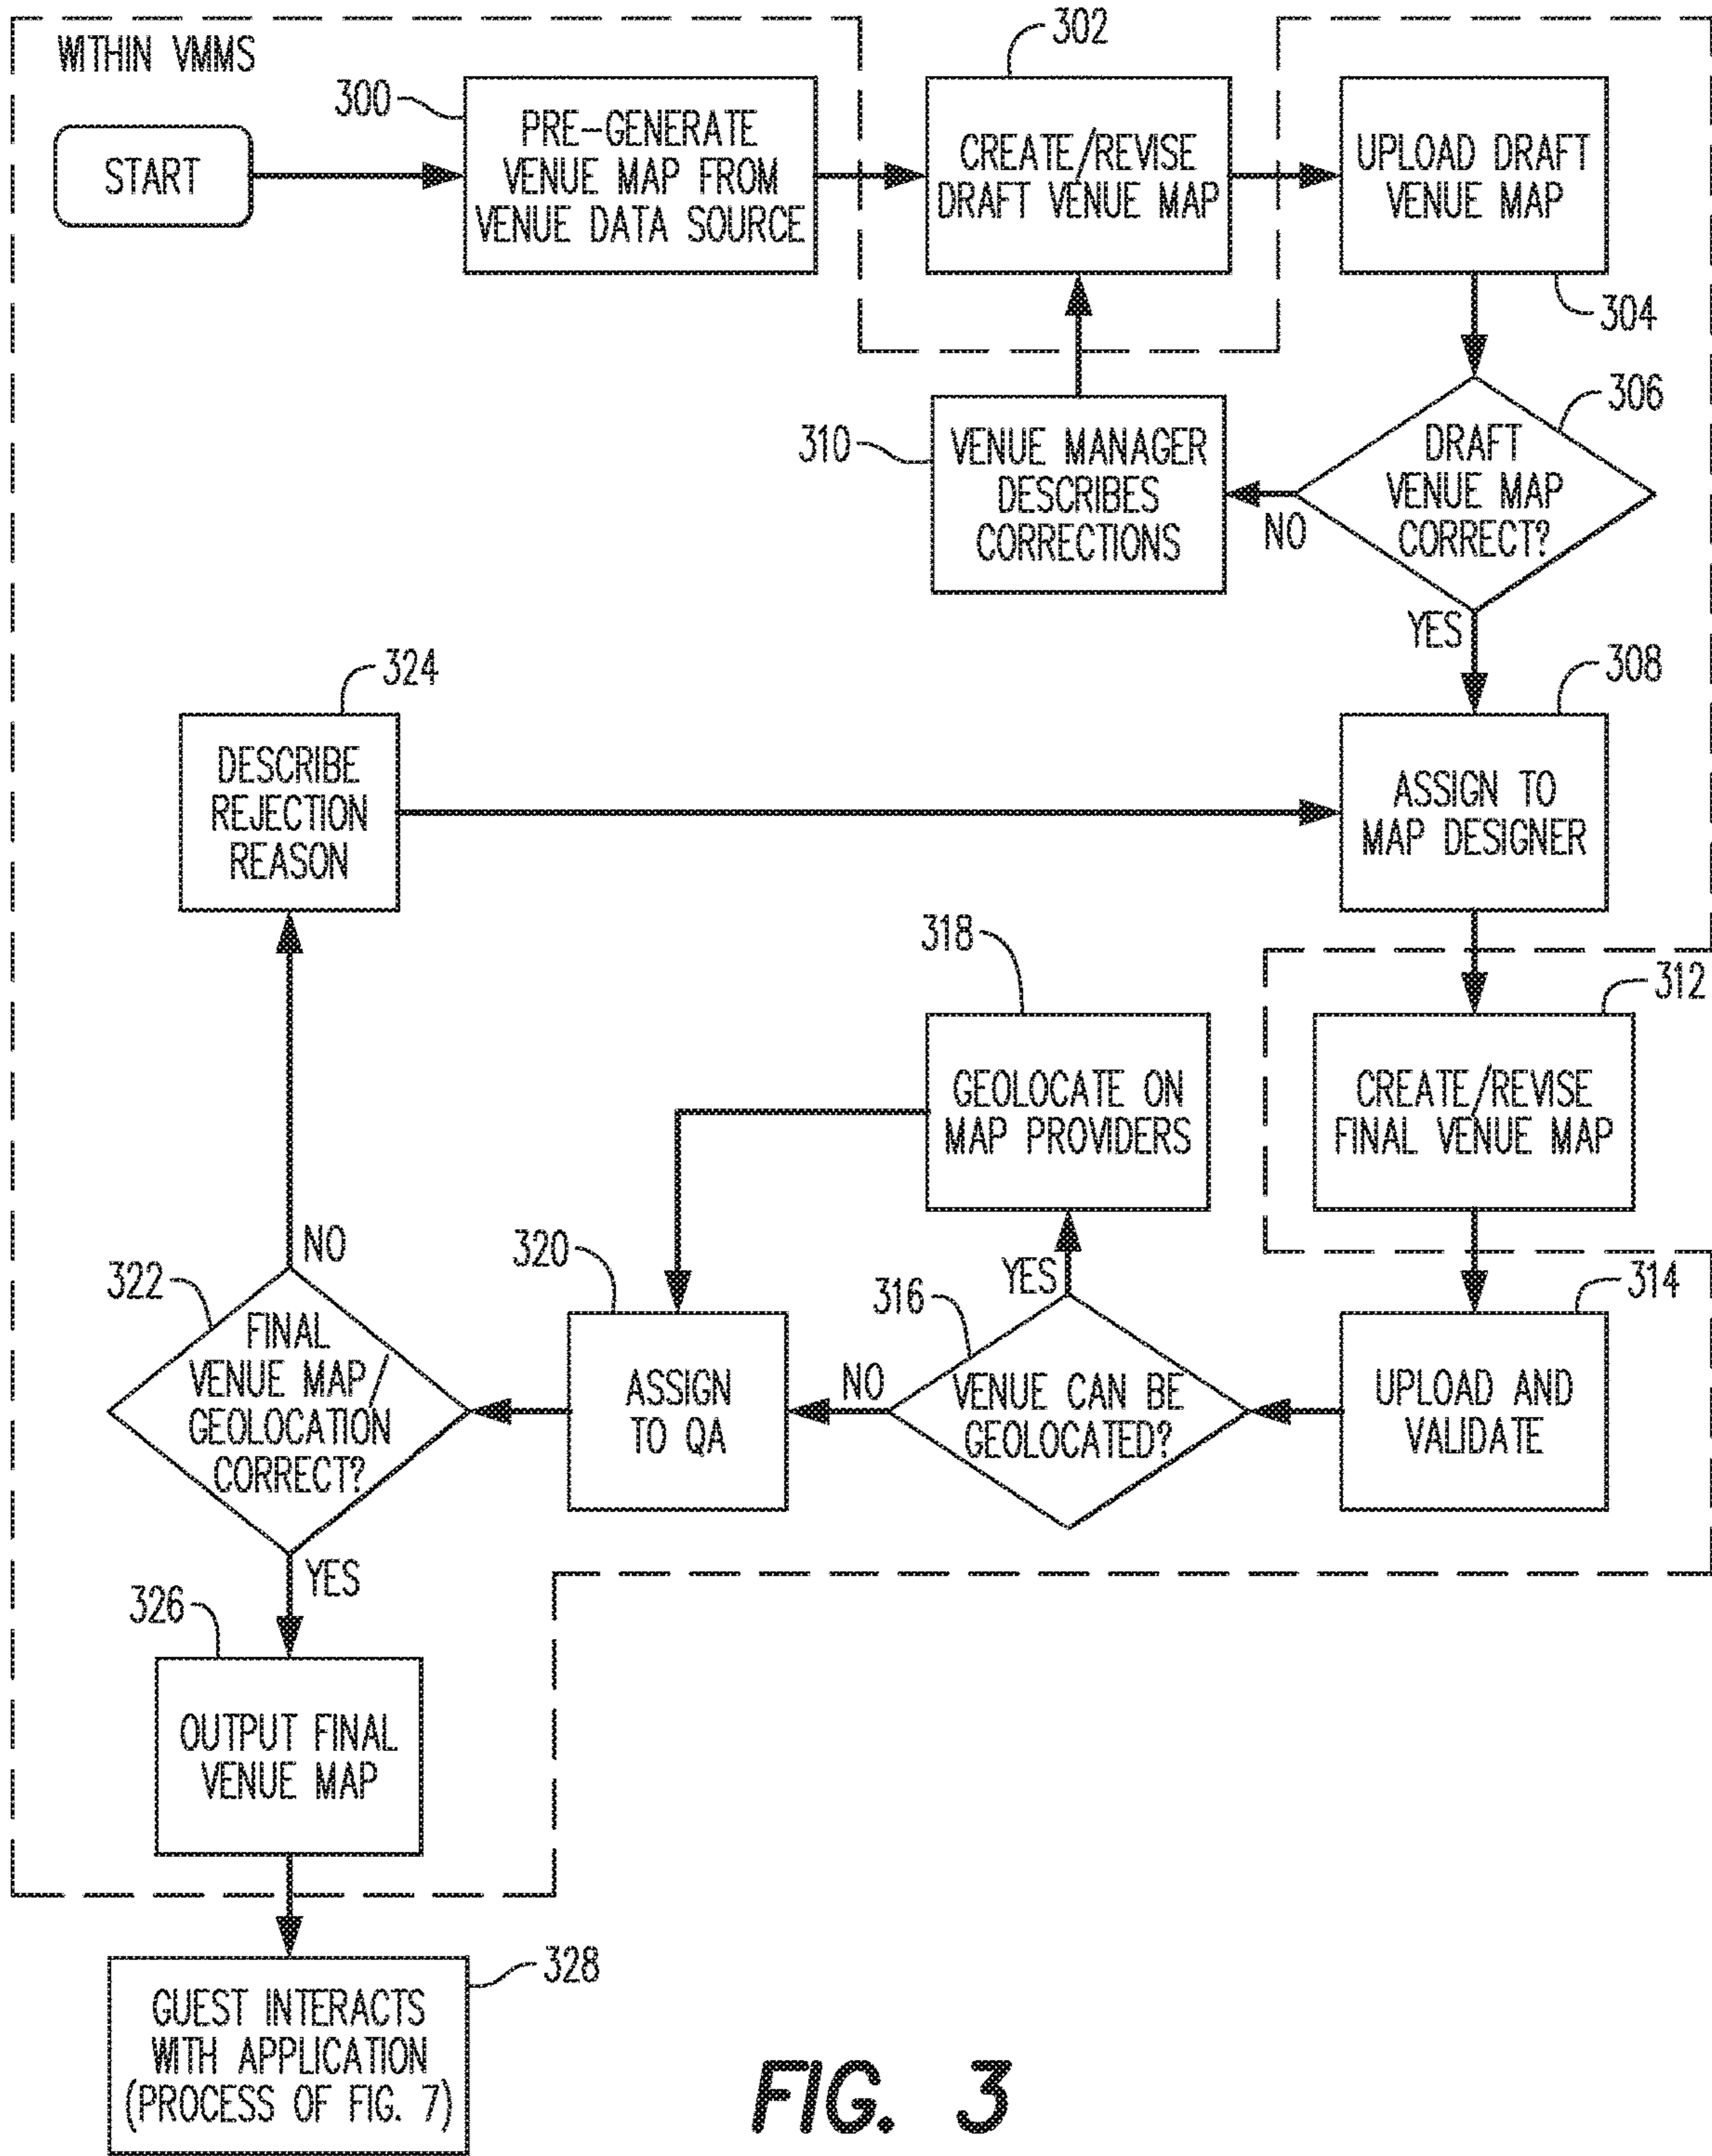 WITHIN VMMS
START
300
PRE-GENERATE
VENUE MAP FROM
VENUE DATA SOURCE
302
CREATE/REVISE
DRAFT VENUE MAP
UPLOAD DRAFT
VENUE MAP
304
306
DRAFT
VENUE MAP
CORRECT?
NO
YES
310
VENUE MANAGER
DESCRIBES
CORRECTIONS
324
DESCRIBE
REJECTION
REASON
308
ASSIGN TO
MAP DESIGNER
312
CREATE/REVISE
FINAL VENUE MAP
318
GEOLOCATE ON
MAP PROVIDERS
314
UPLOAD AND
VALIDATE
316
YES
VENUE CAN BE
GEOLOCATED?
NO
320
ASSIGN
TO QA
322
NO
FINAL
VENUE MAP/
GEOLOCATION
CORRECT?
YES
326
OUTPUT FINAL
VENUE MAP
328
GUEST INTERACTS
WITH APPLICATION
(PROCESS OF FIG. 7)
FIG. 3